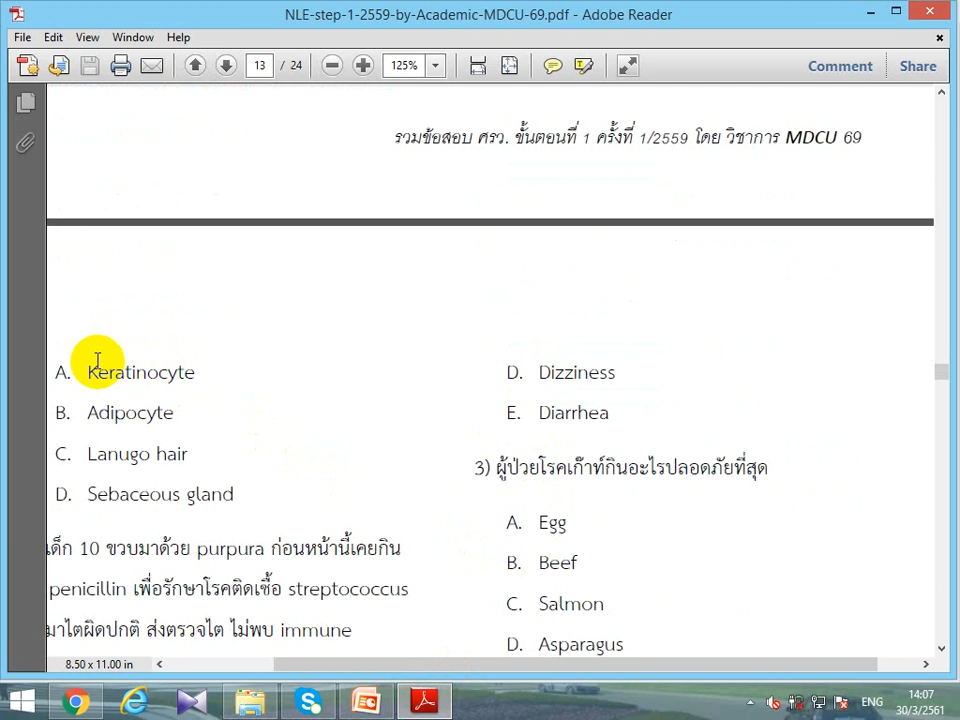 NLE-step-1-2559-by-Academic-MDCU-69.pdf - Adobe Reader
File Edit View Window Help
13 / 24 125% Comment Share
รวมข้อสอบ ศรว. ขั้นตอนที่ 1 ครั้งที่ 1/2559 โดย วิชาการ MDCU 69
A. Keratinocyte
B. Adipocyte
C. Lanugo hair
D. Sebaceous gland
เด็ก 10 ขวบมาด้วย purpura ก่อนหน้านี้เคยกิน
penicillin เพื่อรักษาโรคติดเชื้อ streptococcus
มาไตผิดปกติ ส่งตรวจไต ไม่พบ immune
D. Dizziness
E. Diarrhea
3) ผู้ป่วยโรคเก๊าท์กินอะไรปลอดภัยที่สุด
A. Egg
B. Beef
C. Salmon
D. Asparagus
8.50 x 11.00 in
ENG
14:07
30/3/2561